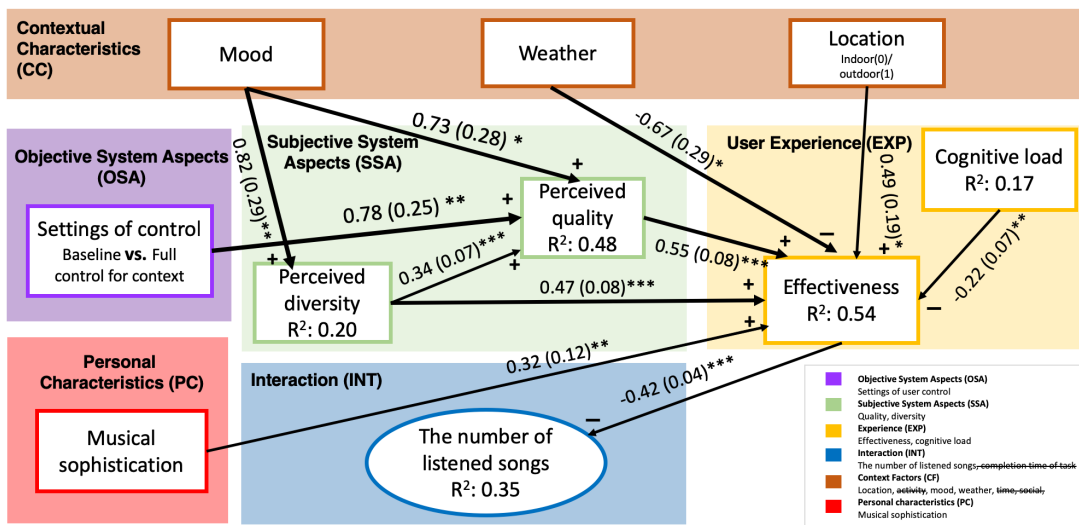 Contextual
Characteristics
(CC)
Mood
Weather
Location
Indoor(0)/
outdoor(1)
Objective System Aspects
(OSA)
Settings of control
Baseline vs. Full
control for context
Subjective System
Aspects (SSA)
User Experience (EXP)
Cognitive load
R²: 0.17
0.82
(0.29)**
+
0.73 (0.28) *
+
-0.67 (0.29)*
–
0.49 (0.19)*
+
-0.22 (0.07)**
–
0.78 (0.25) **
+
Perceived
quality
R²: 0.48
0.34 (0.07)***
+
0.55 (0.08)***
+
Perceived
diversity
R²: 0.20
0.47 (0.08)***
+
Effectiveness
R²: 0.54
Personal
Characteristics (PC)
Musical
sophistication
0.32 (0.12)**
+
Interaction (INT)
-0.42 (0.04)***
–
The number of
listened songs
R²: 0.35
Objective System Aspects (OSA)
Settings of user control
Subjective System Aspects (SSA)
Quality, diversity
Experience (EXP)
Effectiveness, cognitive load
Interaction (INT)
The number of listened songs, completion time of task
Context Factors (CF)
Location, activity, mood, weather, time, social,
Personal characteristics (PC)
Musical sophistication